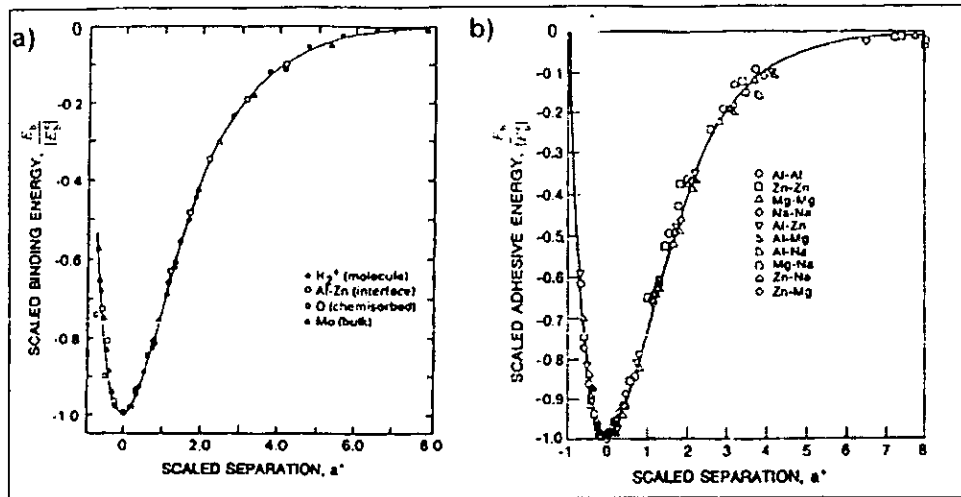 a)
SCALED BINDING ENERGY,
0
-0.2
-0.4
-0.6
-0.8
-1.0
0
2.0
4.0
6.0
8.0
SCALED SEPARATION, a*
H2+ (molecule)
Al-Zn (interface)
O (chemisorbed)
Mo (bulk)
b)
SCALED ADHESIVE ENERGY,
0
-0.1
-0.2
-0.3
-0.4
-0.5
-0.6
-0.7
-0.8
-0.9
-1.0
-1
0
1
2
3
4
5
6
7
8
SCALED SEPARATION, a*
Al-Al
Zn-Zn
Mg-Mg
Na-Na
Al-Zn
Al-Mg
Al-Na
Mg-Na
Zn-Na
Zn-Mg